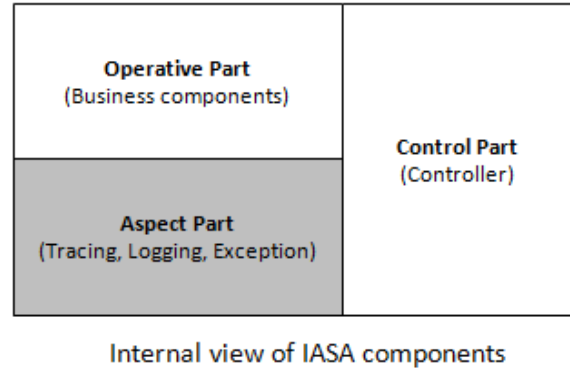 Operative Part
(Business components)
Control Part
(Controller)
Aspect Part
(Tracing, Logging, Exception)
Internal view of IASA components